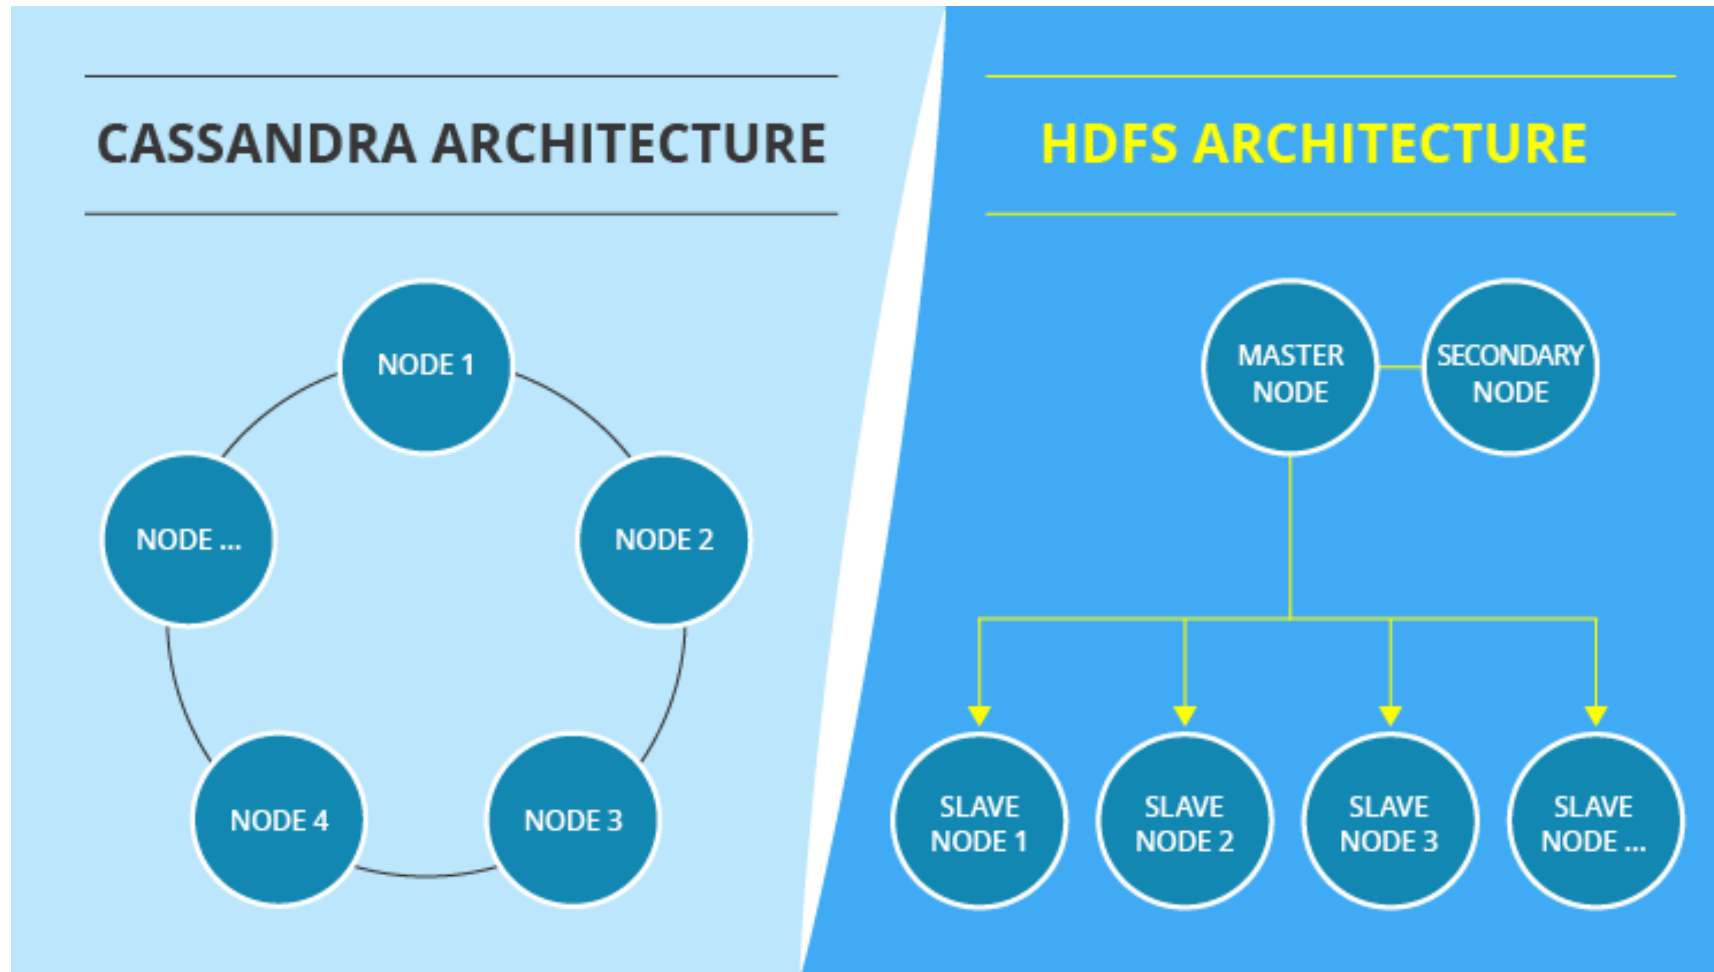 CASSANDRA ARCHITECTURE
NODE 1
NODE ...
NODE 2
NODE 4
NODE 3
HDFS ARCHITECTURE
MASTER
NODE
SECONDARY
NODE
SLAVE
NODE 1
SLAVE
NODE 2
SLAVE
NODE 3
SLAVE
NODE ...